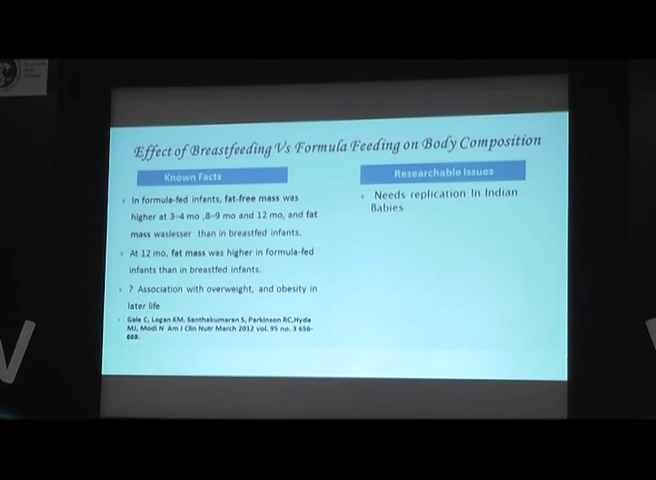 Effect of Breastfeeding Vs Formula Feeding on Body Composition
Known Facts
In formula-fed infants, fat-free mass was
higher at 3–4 mo ,8–9 mo and 12 mo, and fat
mass waslesser than in breastfed infants.
At 12 mo, fat mass was higher in formula-fed
infants than in breastfed infants.
? Association with overweight, and obesity in
later life
Gale C, Logan KM, Santhakumaran S, Parkinson RC,Hyde
MJ, Modi N Am J Clin Nutr March 2012 vol. 95 no. 3 656-
669.
Researchable Issues
Needs replication In Indian
Babies